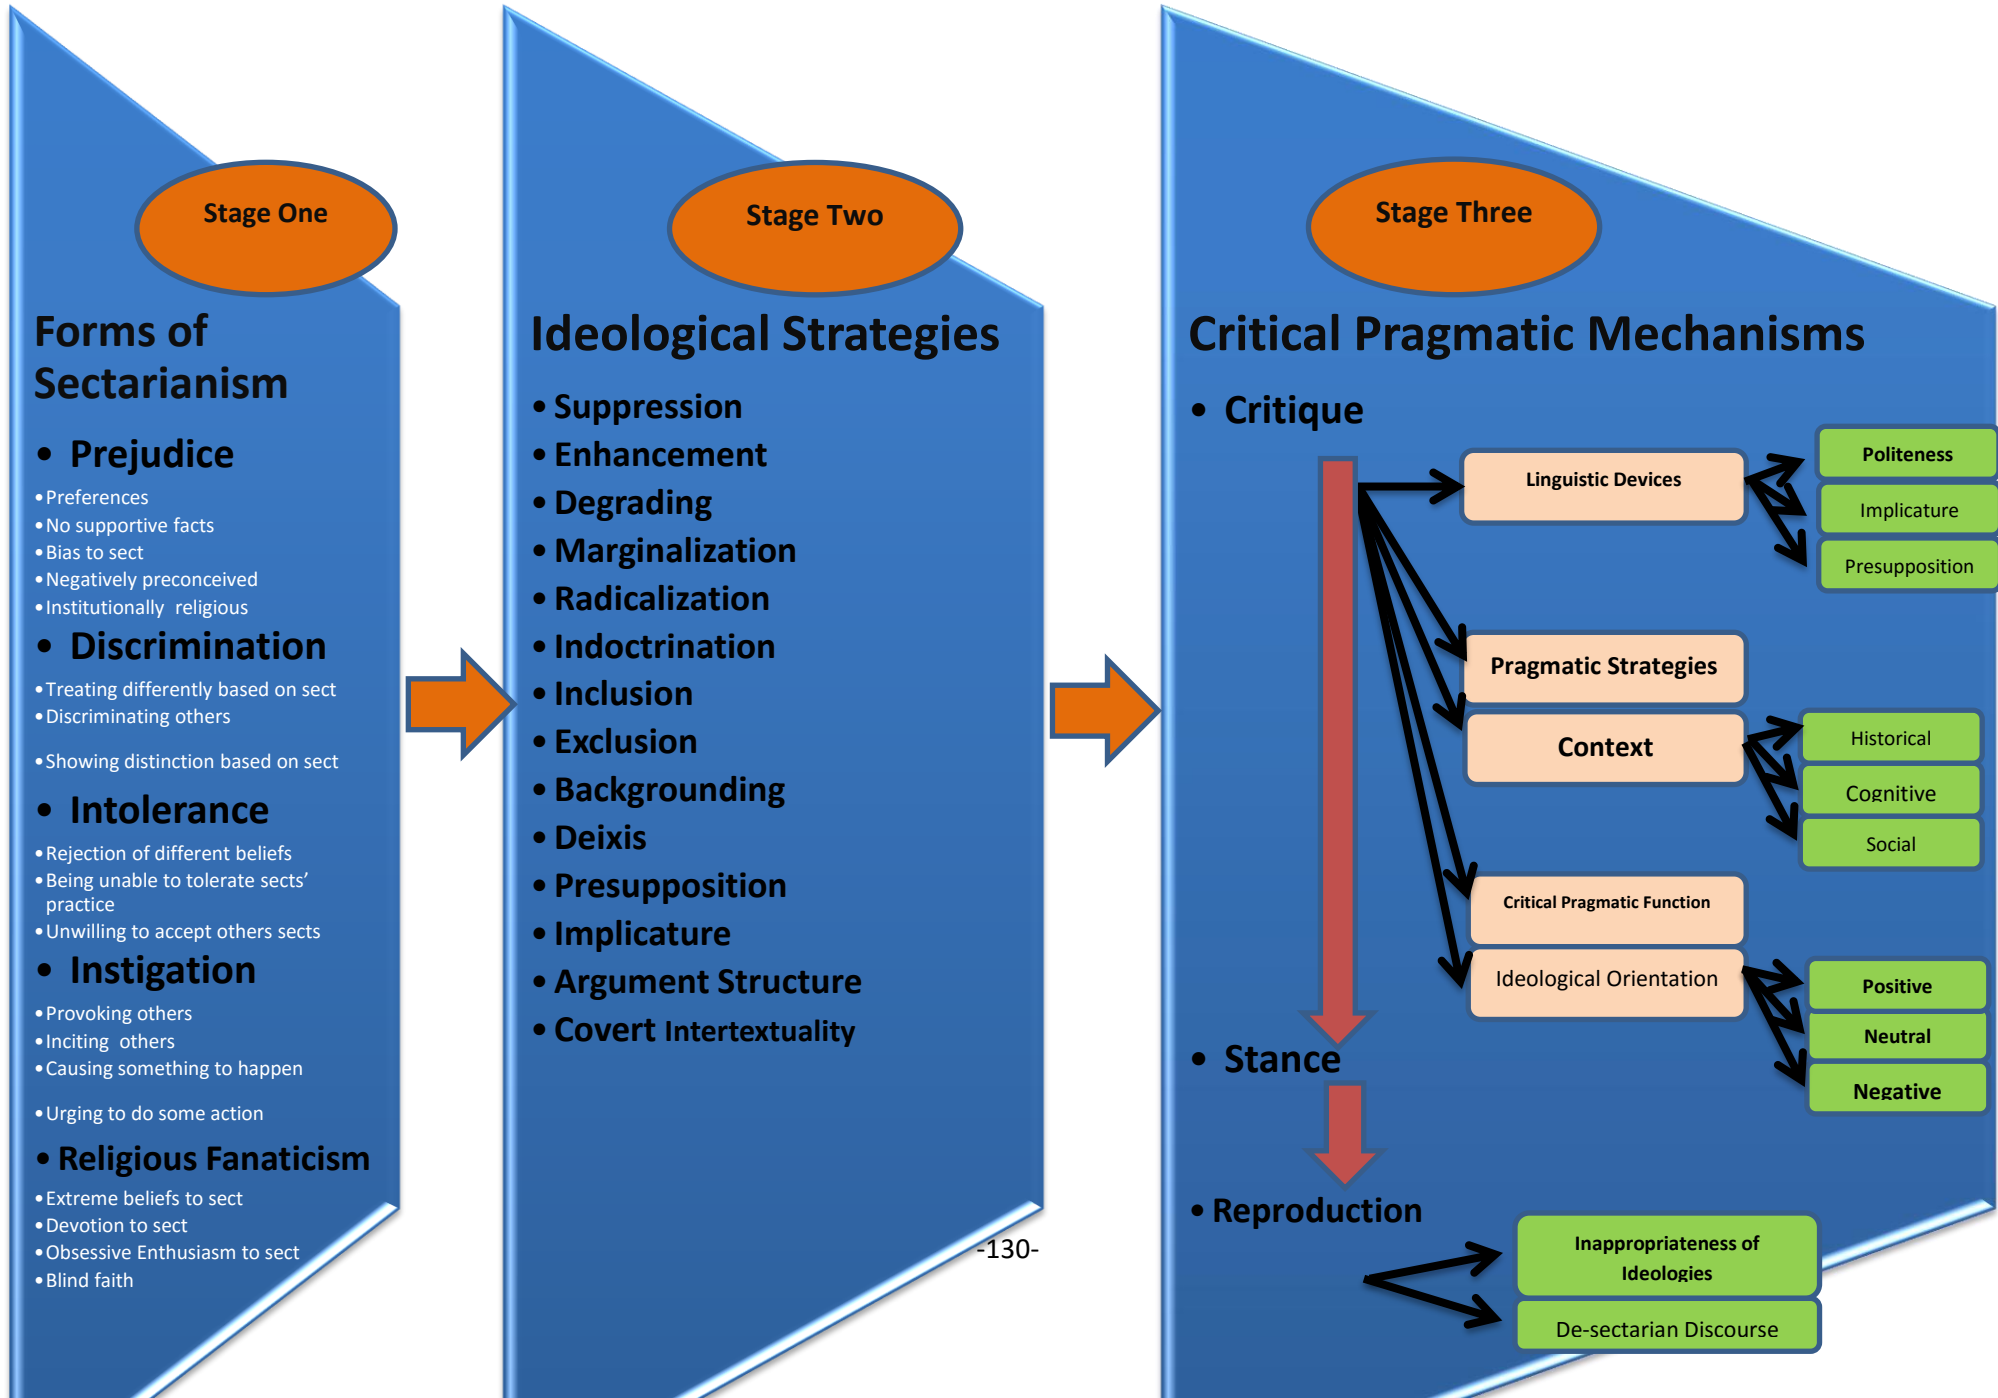 Stage One
Forms of
Sectarianism
• Prejudice
•Preferences
•No supportive facts
•Bias to sect
•Negatively preconceived
•Institutionally religious
• Discrimination
•Treating differently based on sect
•Discriminating others
•Showing distinction based on sect
• Intolerance
•Rejection of different beliefs
•Being unable to tolerate sects’
practice
•Unwilling to accept others sects
• Instigation
•Provoking others
•Inciting others
•Causing something to happen
•Urging to do some action
• Religious Fanaticism
•Extreme beliefs to sect
•Devotion to sect
•Obsessive Enthusiasm to sect
•Blind faith
Stage Two
Ideological Strategies
• Suppression
• Enhancement
• Degrading
• Marginalization
• Radicalization
• Indoctrination
• Inclusion
• Exclusion
• Backgrounding
• Deixis
• Presupposition
• Implicature
• Argument Structure
• Covert Intertextuality
-130-
Stage Three
Critical Pragmatic Mechanisms
• Critique
Linguistic Devices
Politeness
Implicature
Presupposition
Pragmatic Strategies
Context
Historical
Cognitive
Social
Critical Pragmatic Function
Ideological Orientation
Positive
Neutral
Negative
• Stance
• Reproduction
Inappropriateness of
Ideologies
De-sectarian Discourse